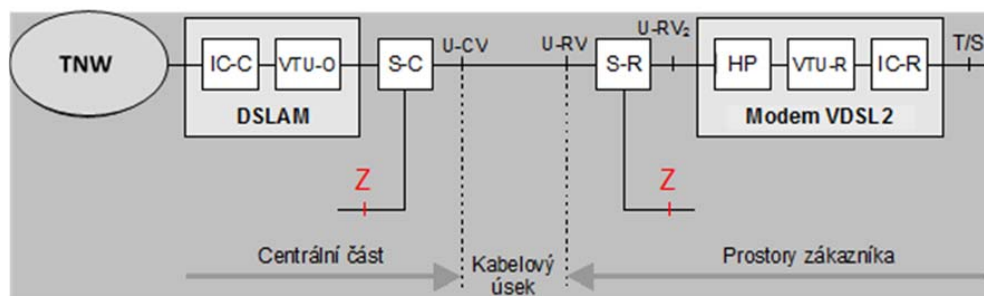 TNW
IC-C
VTU-O
DSLAM
S-C
U-CV
U-RV
S-R
U-RV₂
HP
VTU-R
IC-R
Modem VDSL2
T/S
Z
Z
Centrální část
Kabelový
úsek
Prostory zákazníka